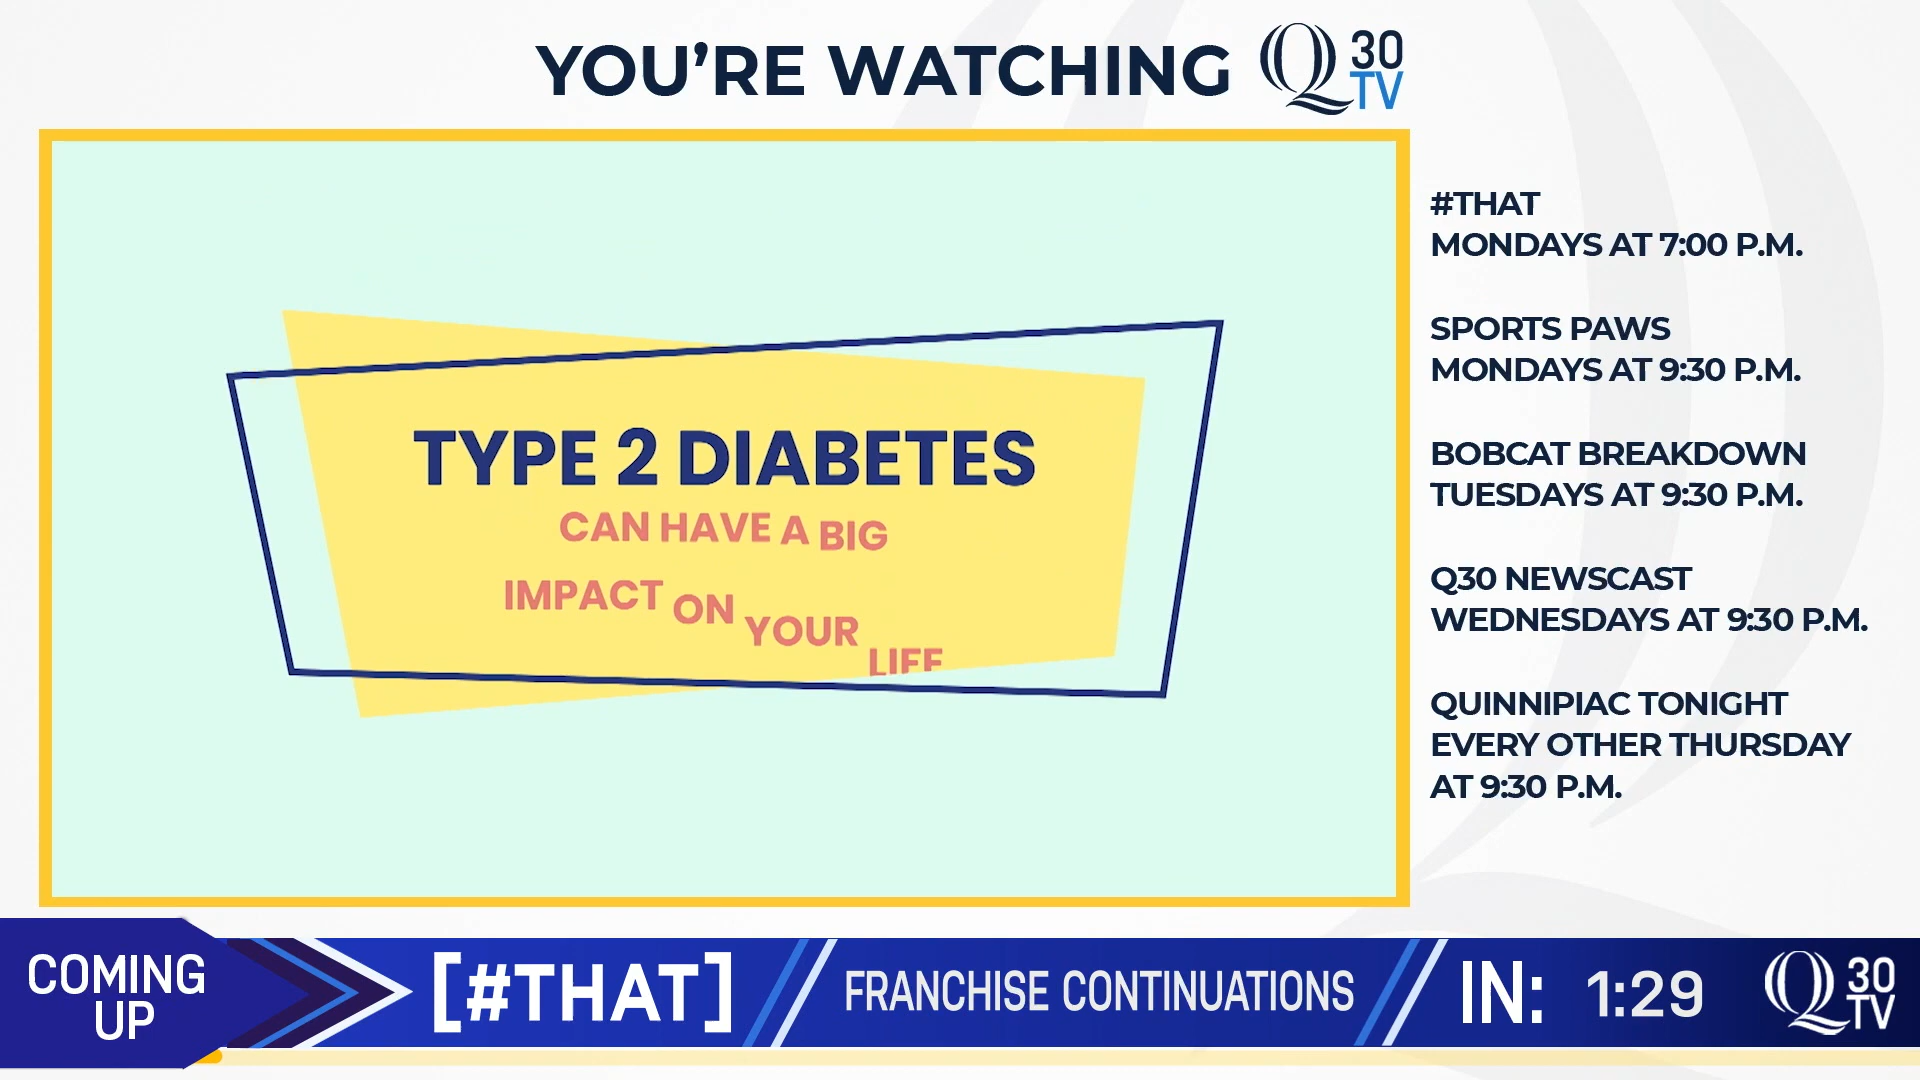 YOU'RE WATCHING Q30 TV
TYPE 2 DIABETES
CAN HAVE A BIG
IMPACT ON YOUR LIFE
#THAT
MONDAYS AT 7:00 P.M.
SPORTS PAWS
MONDAYS AT 9:30 P.M.
BOBCAT BREAKDOWN
TUESDAYS AT 9:30 P.M.
Q30 NEWSCAST
WEDNESDAYS AT 9:30 P.M.
QUINNIPIAC TONIGHT
EVERY OTHER THURSDAY
AT 9:30 P.M.
COMING
UP
[#THAT] FRANCHISE CONTINUATIONS IN: 1:29 Q30 TV